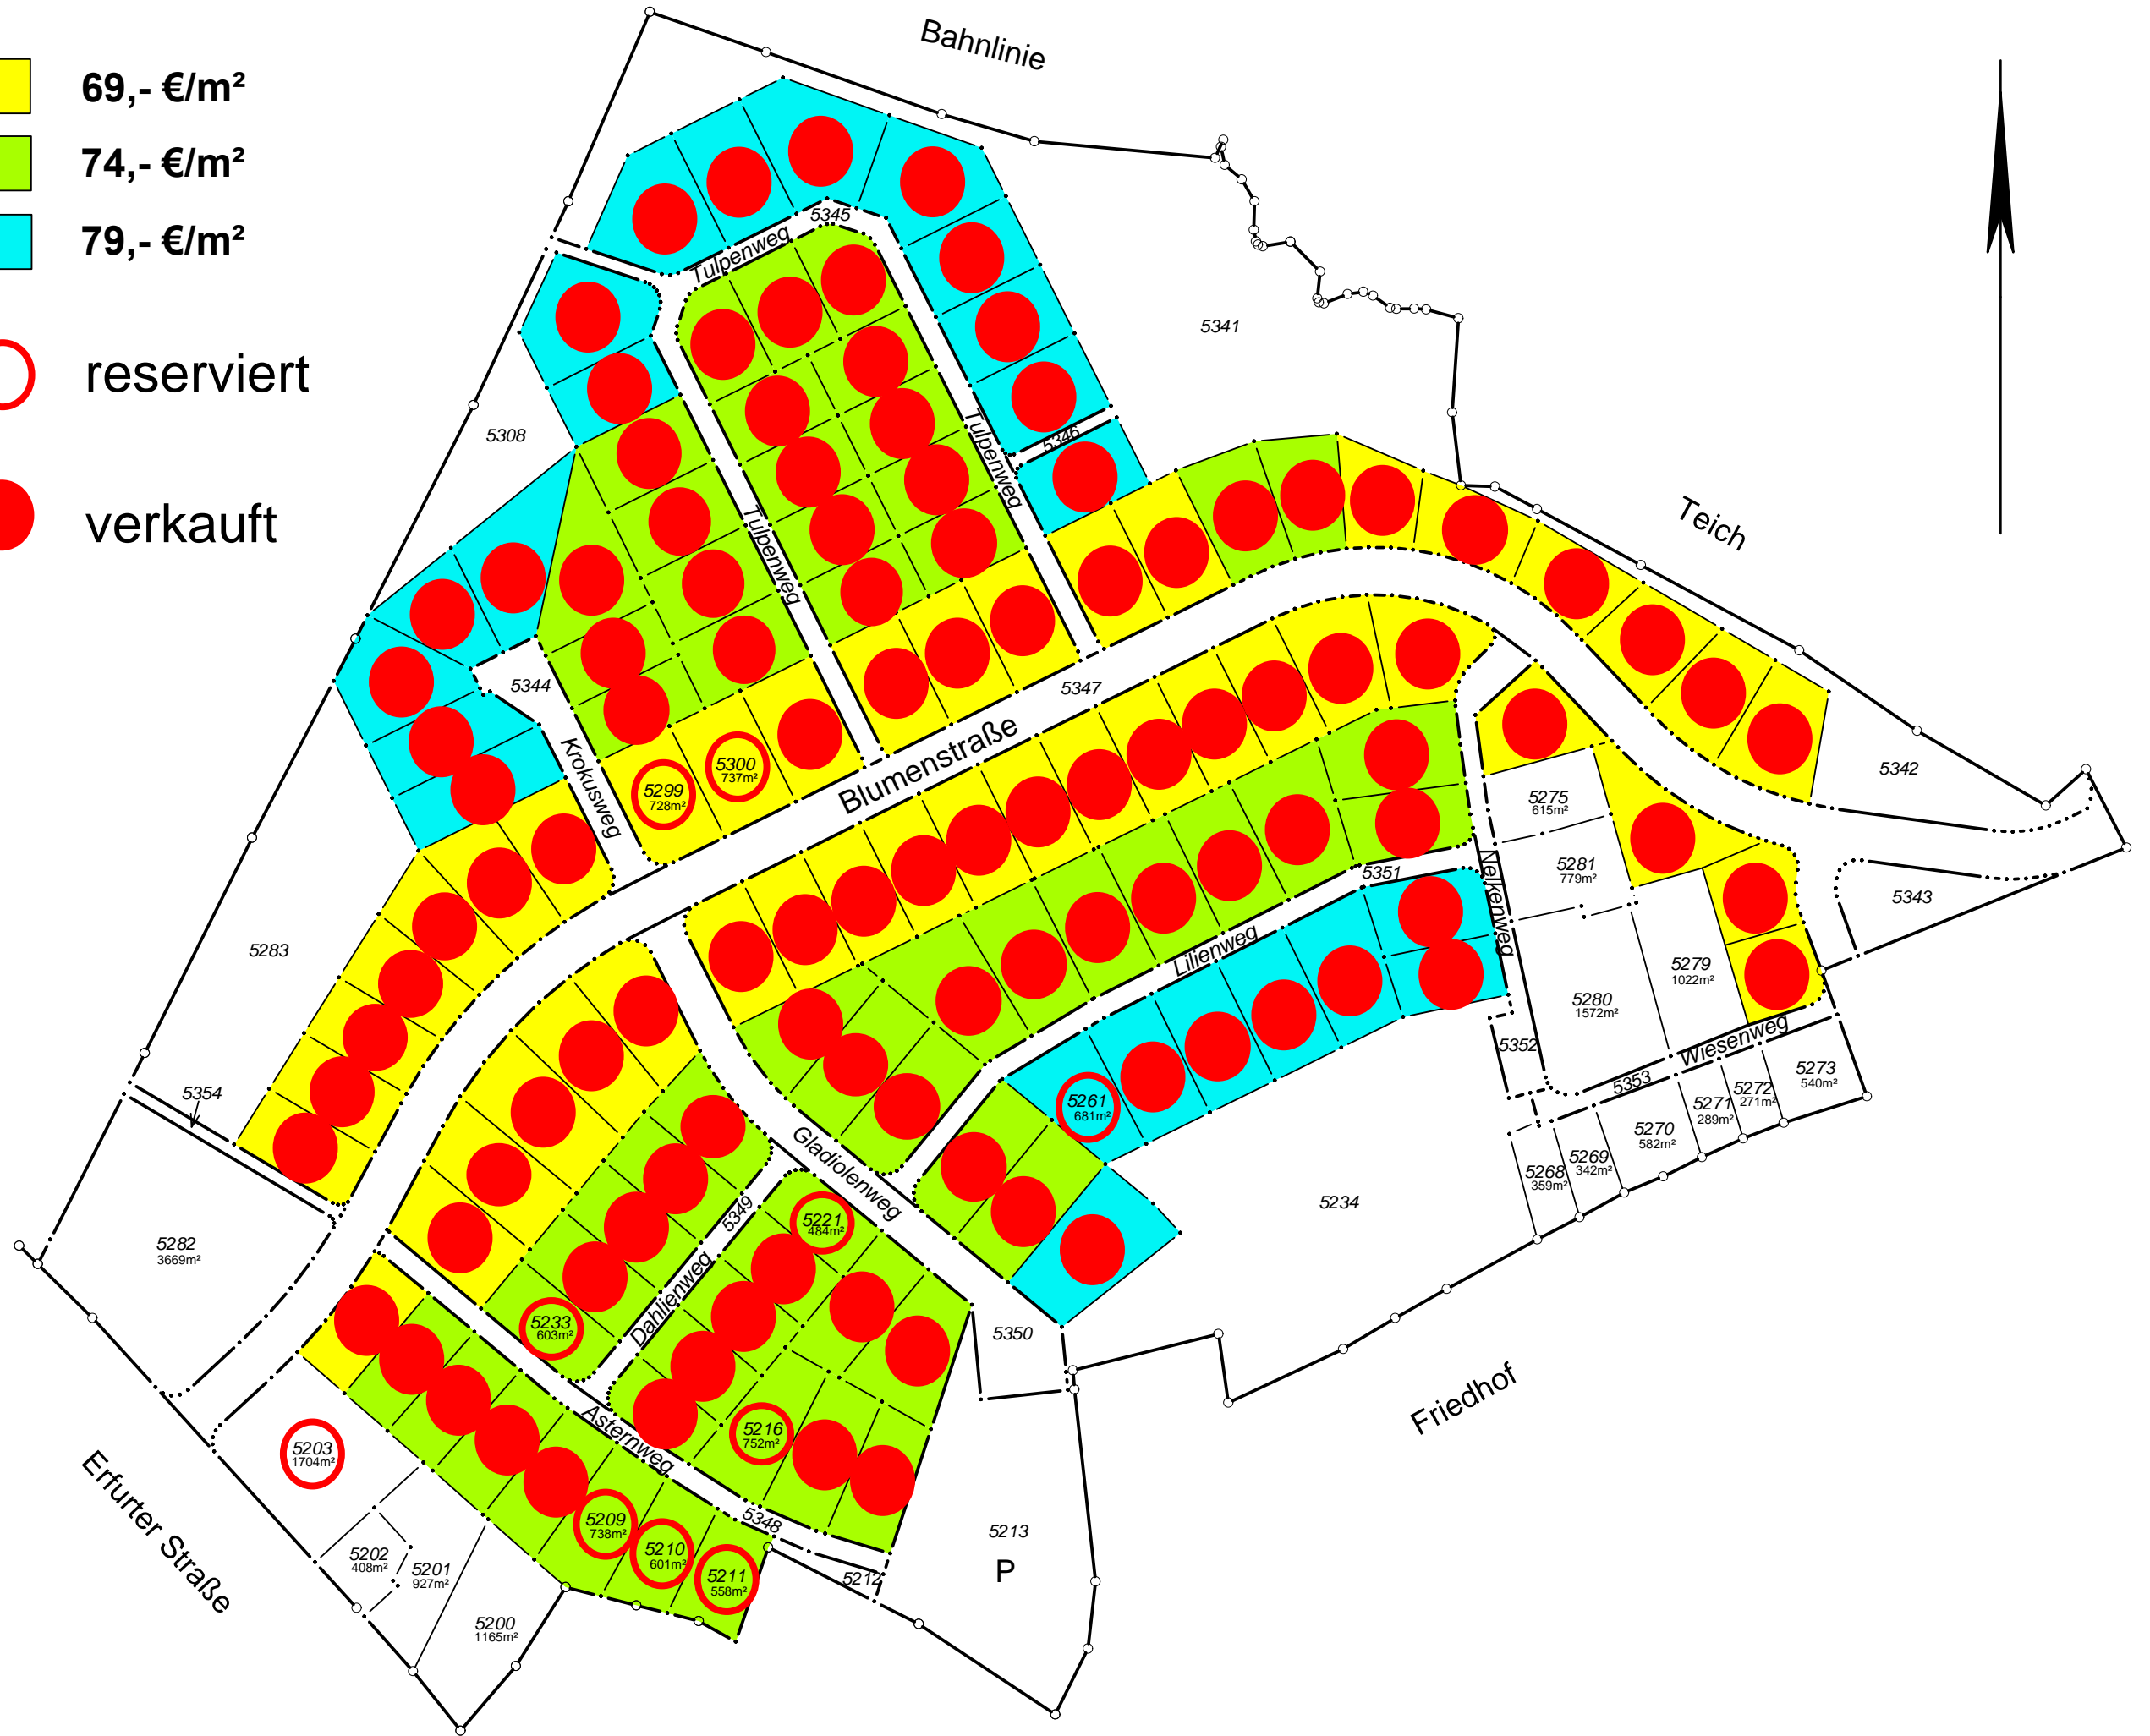 69,- €/m²
74,- €/m²
79,- €/m²
reserviert
verkauft
Bahnlinie
Teich
Friedhof
Erfurter Straße
5345
Tulpenweg
5341
5308
5346
Tulpenweg
Tulpenweg
5344
5347
Blumenstraße
Krokusweg
5299
728m²
5300
737m²
5342
5343
5275
615m²
5281
779m²
5351
Nelkenweg
5283
Lilienweg
5279
1022m²
5280
1572m²
Wiesenweg
5352
5353
5354
5261
681m²
5273
540m²
5272
271m²
5271
289m²
5270
582m²
5269
342m²
5268
359m²
Gladiolenweg
5234
5349
5221
484m²
5282
3669m²
Dahlienweg
5233
603m²
5350
5216
752m²
Asternweg
5203
1704m²
5209
738m²
5348
5210
601m²
5211
558m²
5212
5213
P
5202
408m²
5201
927m²
5200
1165m²